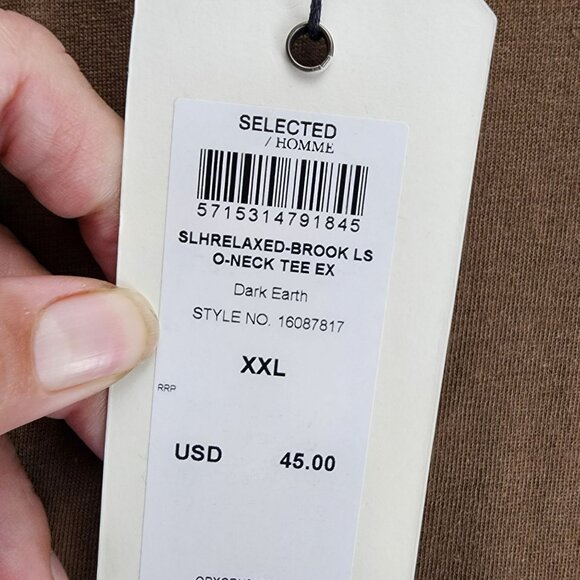 SELECTED
/ HOMME
5715314791845
SLHRELAXED-BROOK LS
O-NECK TEE EX
Dark Earth
STYLE NO. 16087817
XXL
RRP
USD 45.00